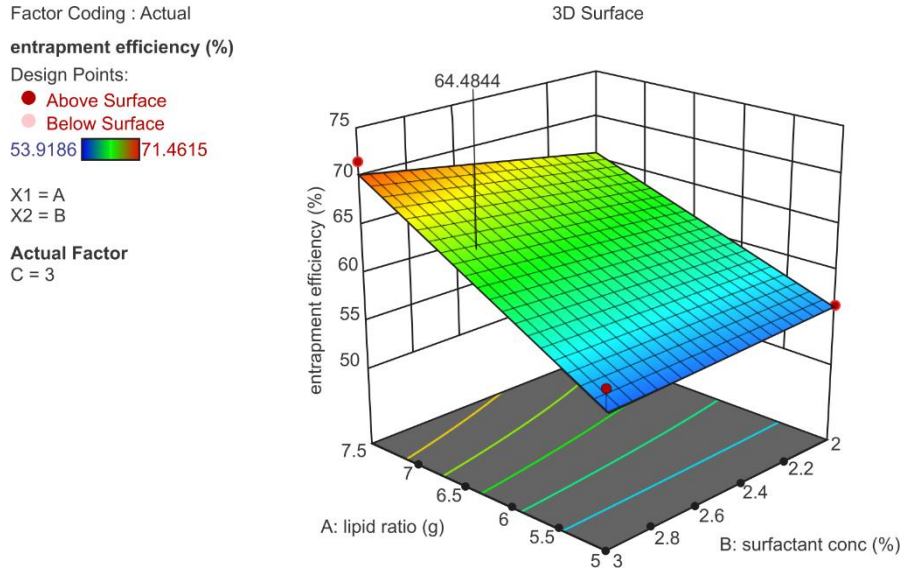 Factor Coding : Actual
3D Surface
entrapment efficiency (%)
Design Points:
Above Surface
Below Surface
53.9186 71.4615
X1 = A
X2 = B
Actual Factor
C = 3
64.4844
75
70
65
60
55
50
entrapment efficiency (%)
7.5
7
6.5
6
5.5
5
A: lipid ratio (g)
3
2.8
2.6
2.4
2.2
2
B: surfactant conc (%)